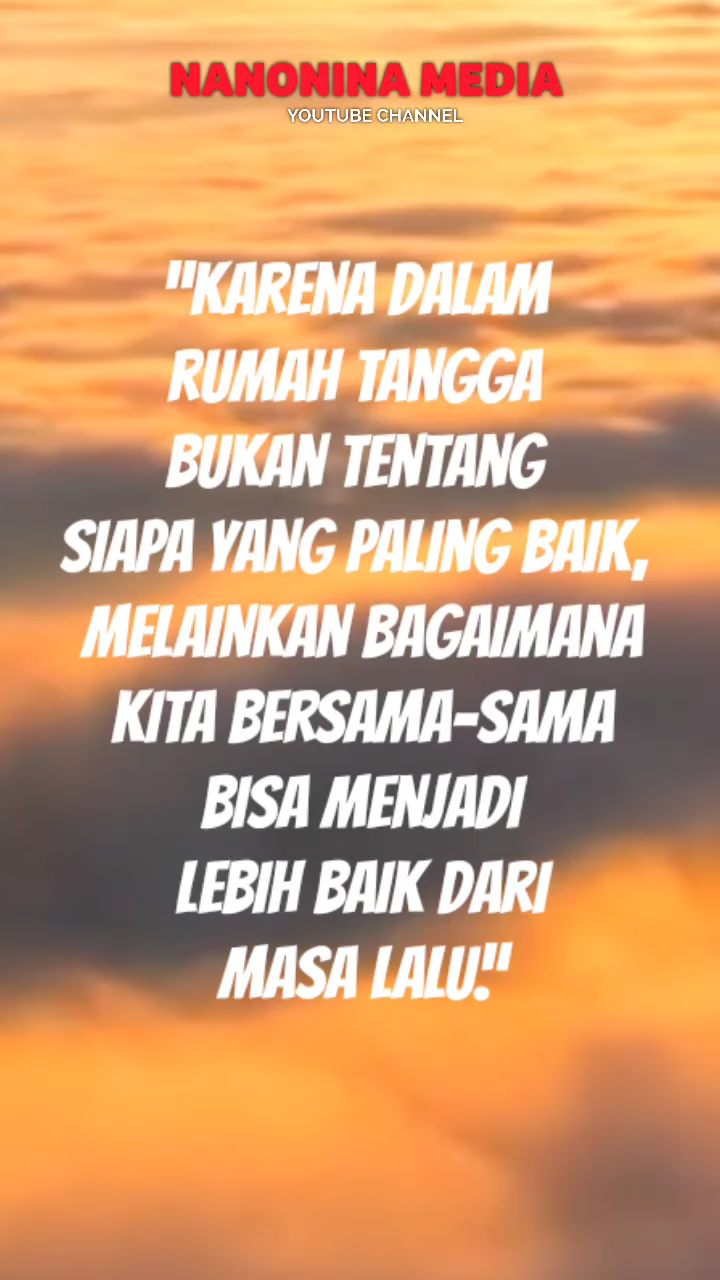 NANONINA MEDIA
YOUTUBE CHANNEL
"KARENA DALAM
RUMAH TANGGA
BUKAN TENTANG
SIAPA YANG PALING BAIK,
MELAINKAN BAGAIMANA
KITA BERSAMA-SAMA
BISA MENJADI
LEBIH BAIK DARI
MASA LALU."